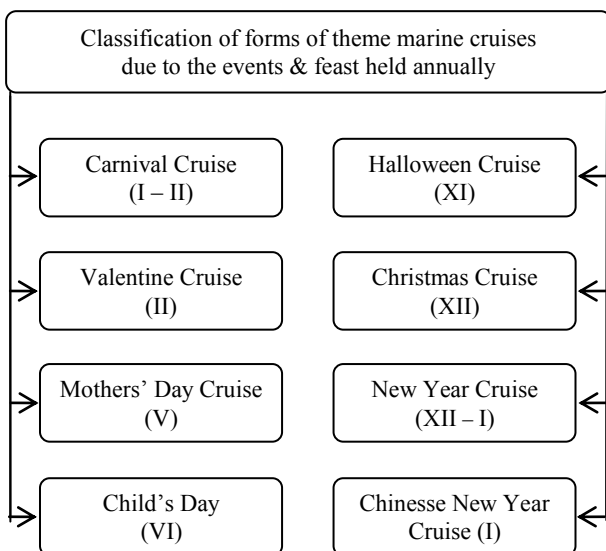 Classification of forms of theme marine cruises
due to the events & feast held annually
Carnival Cruise
(I – II)
Halloween Cruise
(XI)
Valentine Cruise
(II)
Christmas Cruise
(XII)
Mothers’ Day Cruise
(V)
New Year Cruise
(XII – I)
Child’s Day
(VI)
Chinesse New Year
Cruise (I)